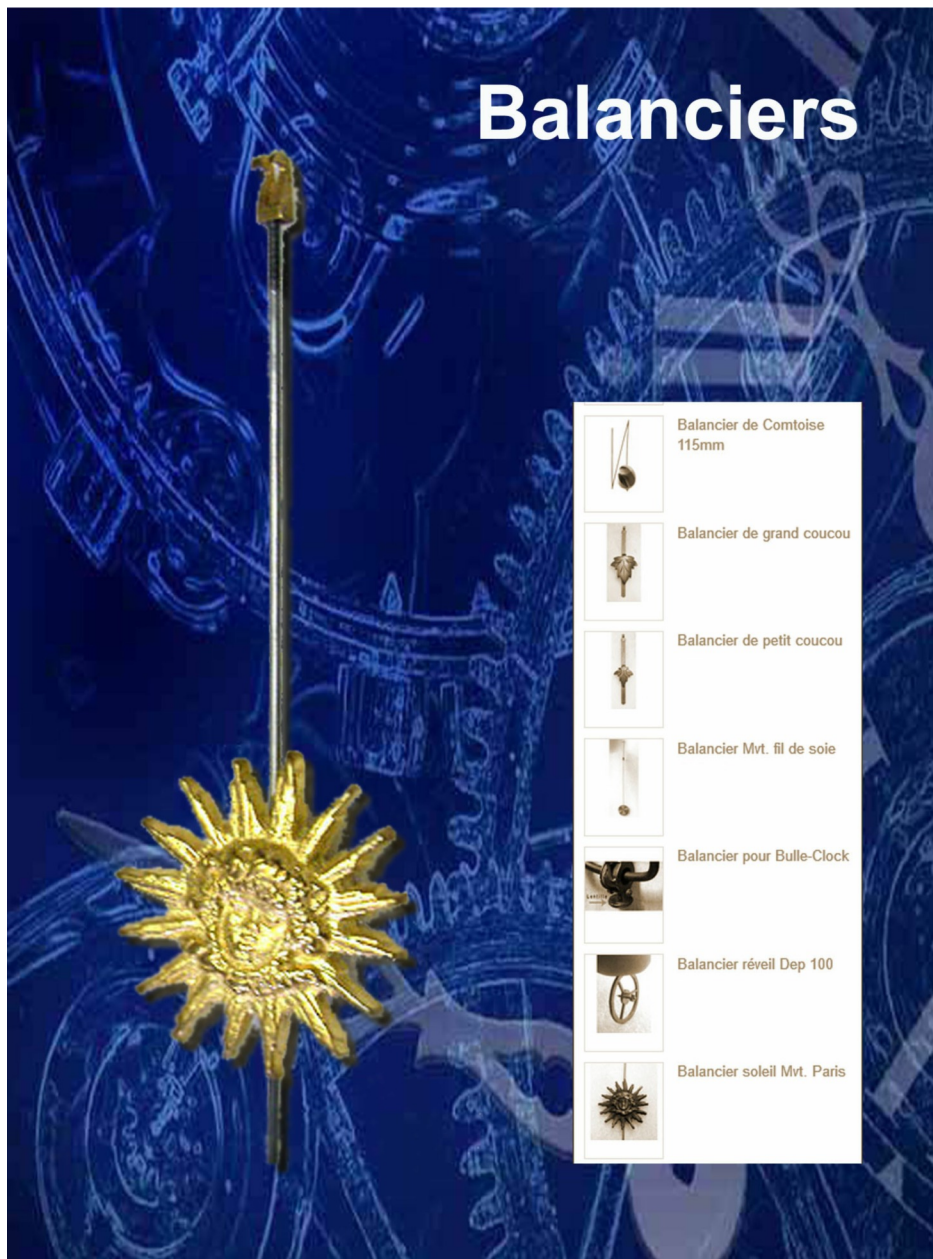 Balanciers
Balancier de Comtoise
115mm
Balancier de grand coucou
Balancier de petit coucou
Balancier Mvt. fil de soie
Balancier pour Bulle-Clock
Lentille
Balancier réveil Dep 100
Balancier soleil Mvt. Paris